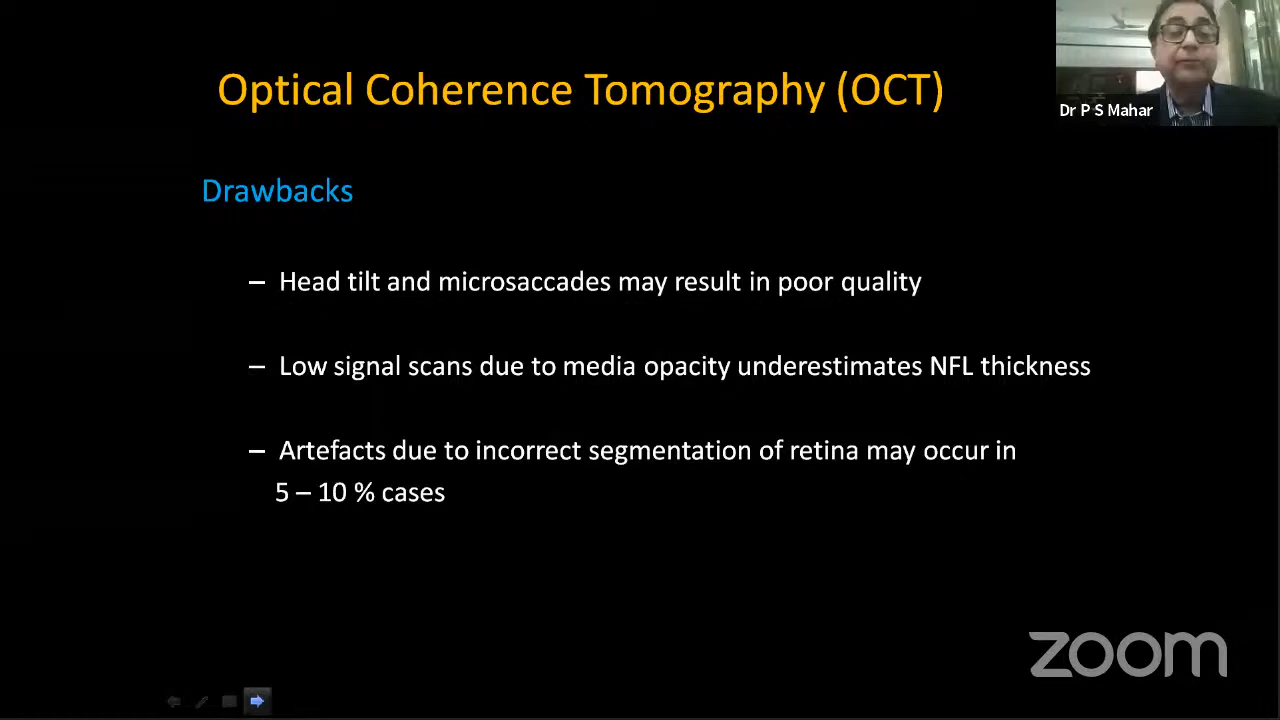 Optical Coherence Tomography (OCT)
Dr P S Mahar
Drawbacks
– Head tilt and microsaccades may result in poor quality
– Low signal scans due to media opacity underestimates NFL thickness
– Artefacts due to incorrect segmentation of retina may occur in
5 – 10 % cases
zoom